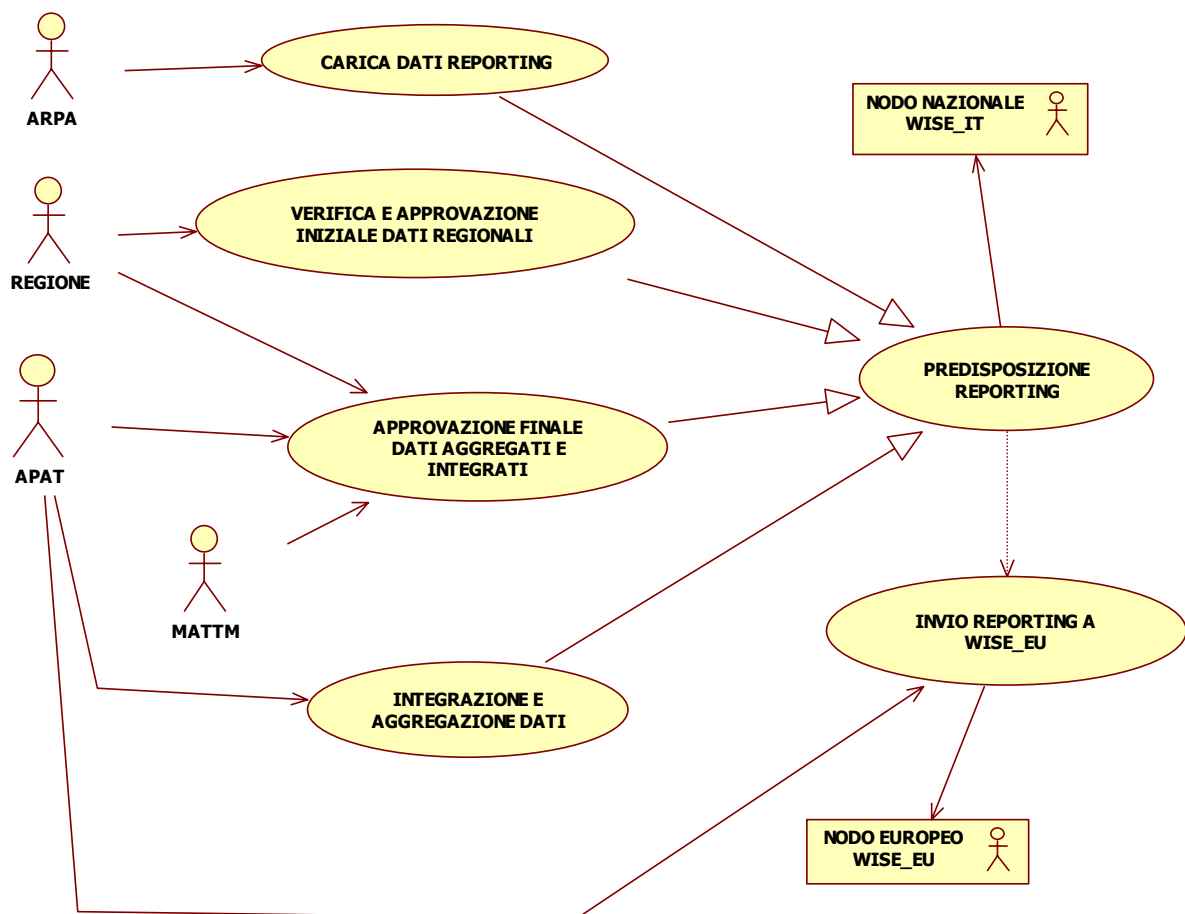 CARICA DATI REPORTING
ARPA
NODO NAZIONALE
WISE_IT
VERIFICA E APPROVAZIONE
INIZIALE DATI REGIONALI
REGIONE
PREDISPOSIZIONE
REPORTING
APPROVAZIONE FINALE
DATI AGGREGATI E
INTEGRATI
APAT
MATTM
INVIO REPORTING A
WISE_EU
INTEGRAZIONE E
AGGREGAZIONE DATI
NODO EUROPEO
WISE_EU